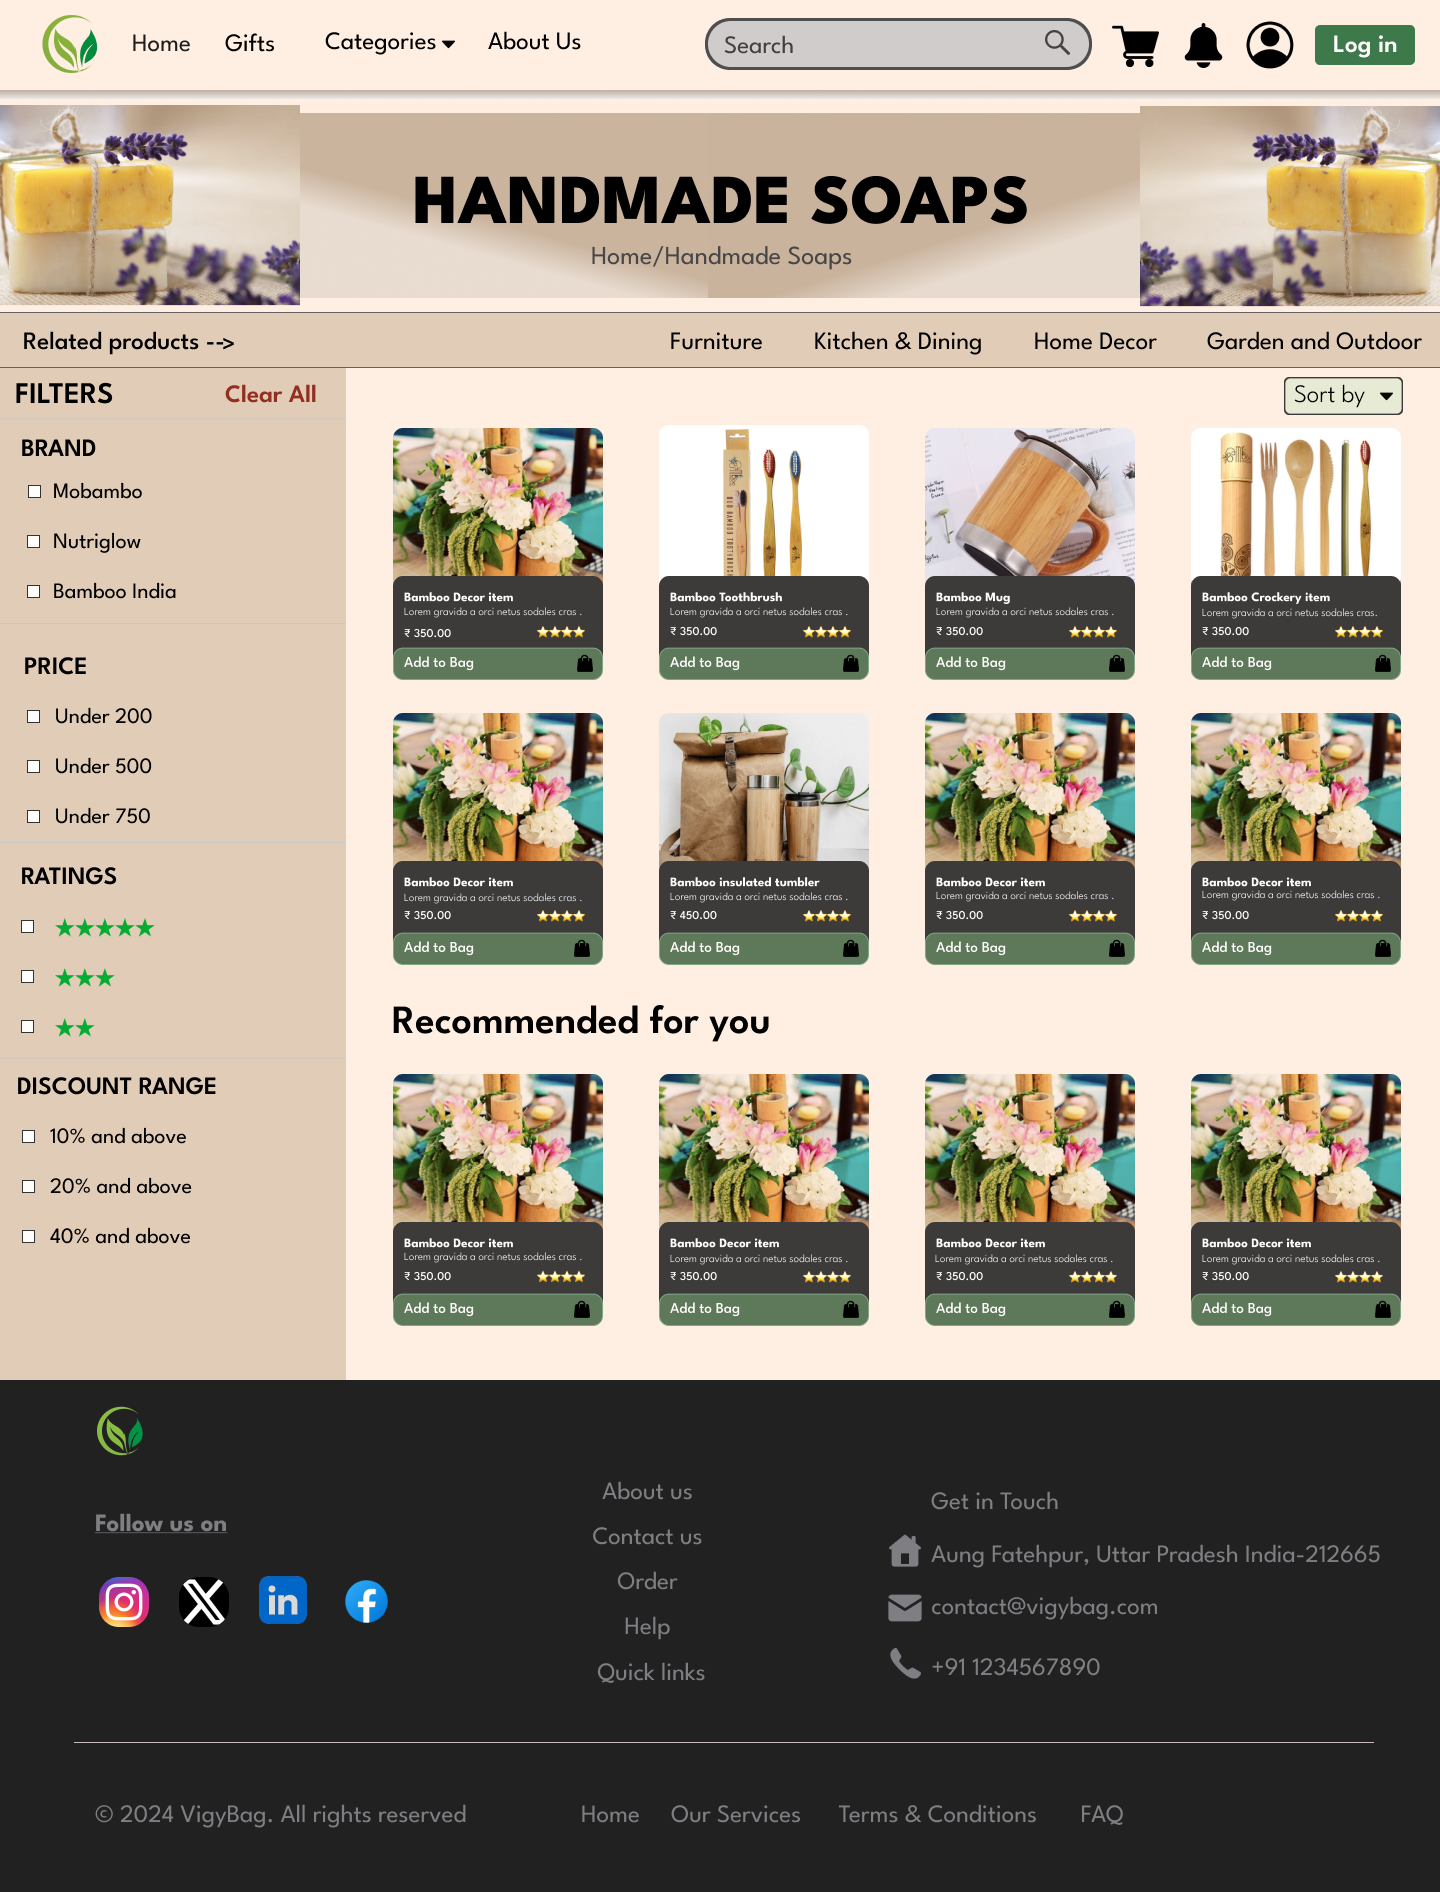 Home Gifts Categories About Us Search Log in
HANDMADE SOAPS
Home/Handmade Soaps
Related products --> Furniture Kitchen & Dining Home Decor Garden and Outdoor
FILTERS Clear All
Sort by
BRAND
Mobambo
Nutriglow
Bamboo India
PRICE
Under 200
Under 500
Under 750
RATINGS
★★★★★
★★★
★★
DISCOUNT RANGE
10% and above
20% and above
40% and above
Bamboo Decor item
Lorem gravida a orci netus sodales cras .
₹ 350.00
Add to Bag
BAMBOO TOOTHBRUSH
Bamboo Toothbrush
Lorem gravida a orci netus sodales cras .
₹ 350.00
Add to Bag
Bamboo Mug
Lorem gravida a orci netus sodales cras .
₹ 350.00
Add to Bag
Bamboo Crockery item
Lorem gravida a orci netus sodales cras.
₹ 350.00
Add to Bag
Bamboo Decor item
Lorem gravida a orci netus sodales cras .
₹ 350.00
Add to Bag
Bamboo insulated tumbler
Lorem gravida a orci netus sodales cras .
₹ 450.00
Add to Bag
Bamboo Decor item
Lorem gravida a orci netus sodales cras .
₹ 350.00
Add to Bag
Bamboo Decor item
Lorem gravida a orci netus sodales cras .
₹ 350.00
Add to Bag
Recommended for you
Bamboo Decor item
Lorem gravida a orci netus sodales cras .
₹ 350.00
Add to Bag
Bamboo Decor item
Lorem gravida a orci netus sodales cras .
₹ 350.00
Add to Bag
Bamboo Decor item
Lorem gravida a orci netus sodales cras .
₹ 350.00
Add to Bag
Bamboo Decor item
Lorem gravida a orci netus sodales cras .
₹ 350.00
Add to Bag
Follow us on
About us
Contact us
Order
Help
Quick links
Get in Touch
Aung Fatehpur, Uttar Pradesh India-212665
contact@vigybag.com
+91 1234567890
© 2024 VigyBag. All rights reserved Home Our Services Terms & Conditions FAQ